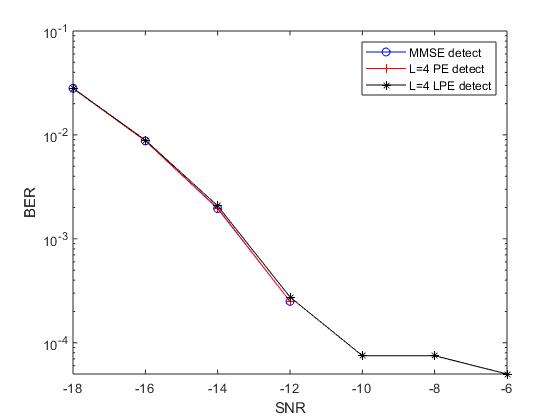 10^-1
10^-2
10^-3
10^-4
BER
-18 -16 -14 -12 -10 -8 -6
SNR
MMSE detect
L=4 PE detect
L=4 LPE detect